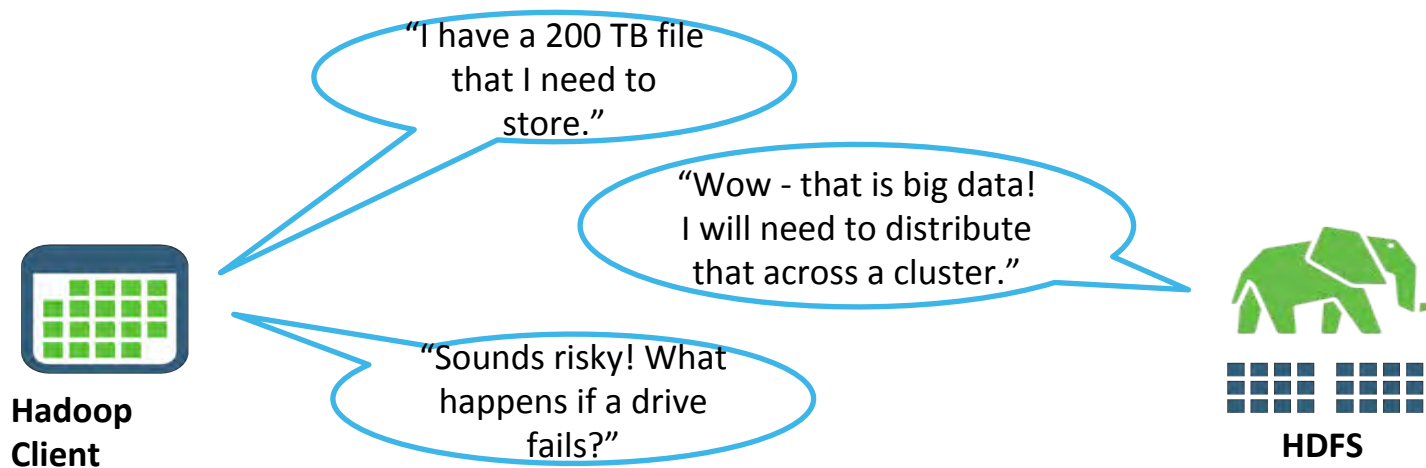 “I have a 200 TB file
that I need to
store.”
“Wow - that is big data!
I will need to distribute
that across a cluster.”
“Sounds risky! What
happens if a drive
fails?”
Hadoop
Client
HDFS